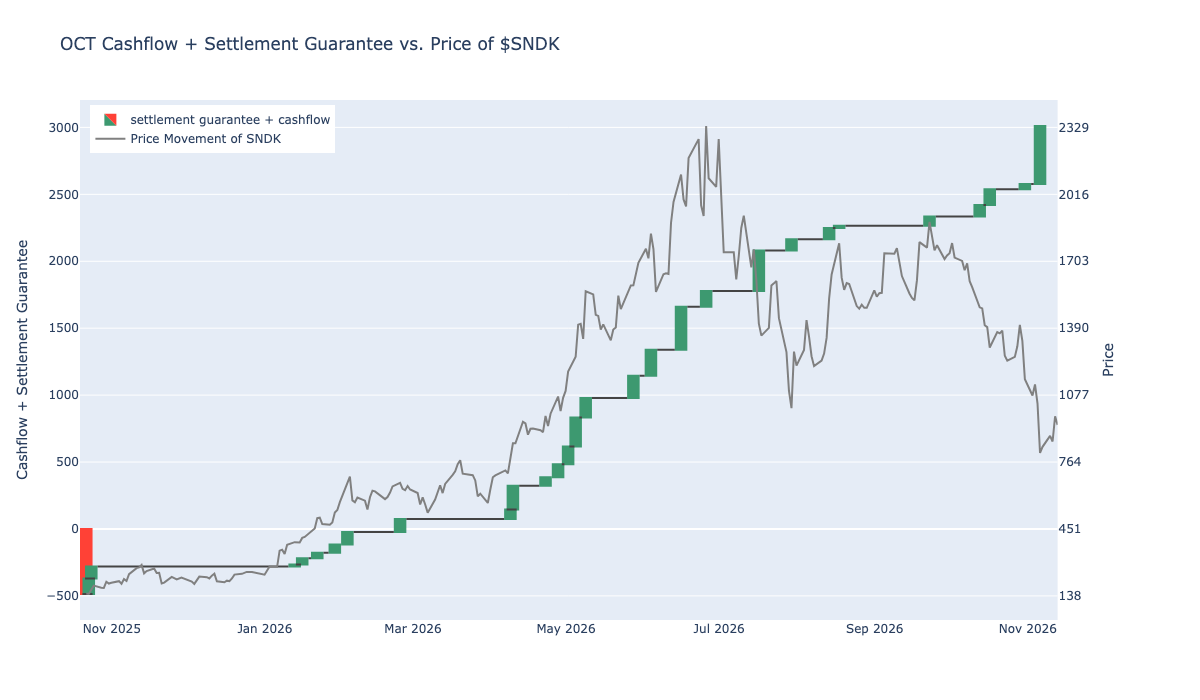 OCT Cashflow + Settlement Guarantee vs. Price of $SNDK
settlement guarantee + cashflow
Price Movement of SNDK
3000
2500
2000
1500
1000
500
0
−500
2329
2016
1703
1390
1077
764
451
138
Cashflow + Settlement Guarantee
Price
Nov 2025
Jan 2026
Mar 2026
May 2026
Jul 2026
Sep 2026
Nov 2026